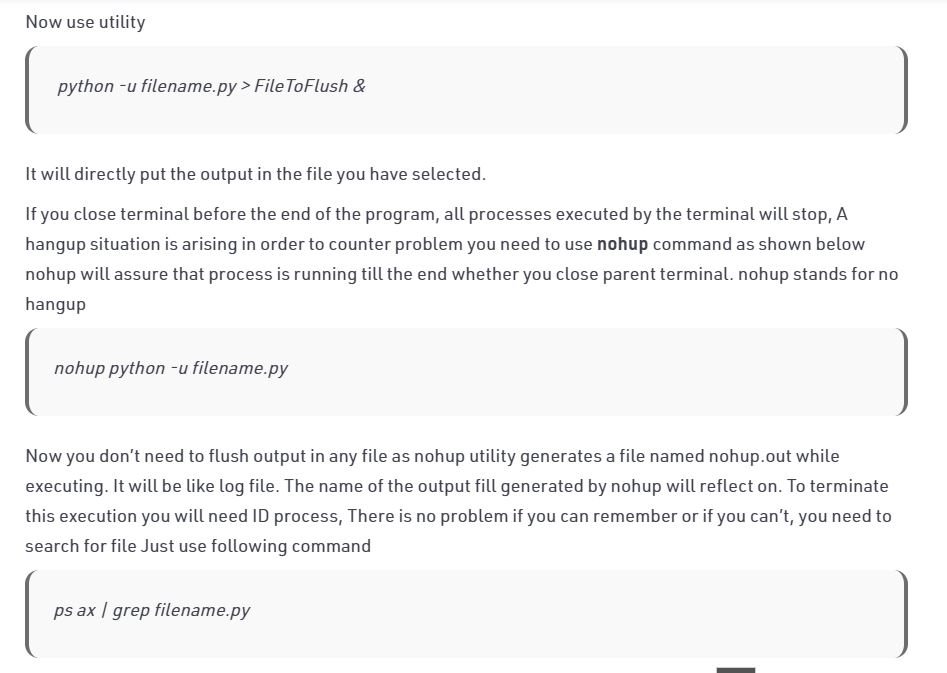 Now use utility
python -u filename.py > FileToFlush &
It will directly put the output in the file you have selected.
If you close terminal before the end of the program, all processes executed by the terminal will stop, A
hangup situation is arising in order to counter problem you need to use nohup command as shown below
nohup will assure that process is running till the end whether you close parent terminal. nohup stands for no
hangup
nohup python -u filename.py
Now you don’t need to flush output in any file as nohup utility generates a file named nohup.out while
executing. It will be like log file. The name of the output fill generated by nohup will reflect on. To terminate
this execution you will need ID process, There is no problem if you can remember or if you can’t, you need to
search for file Just use following command
ps ax | grep filename.py